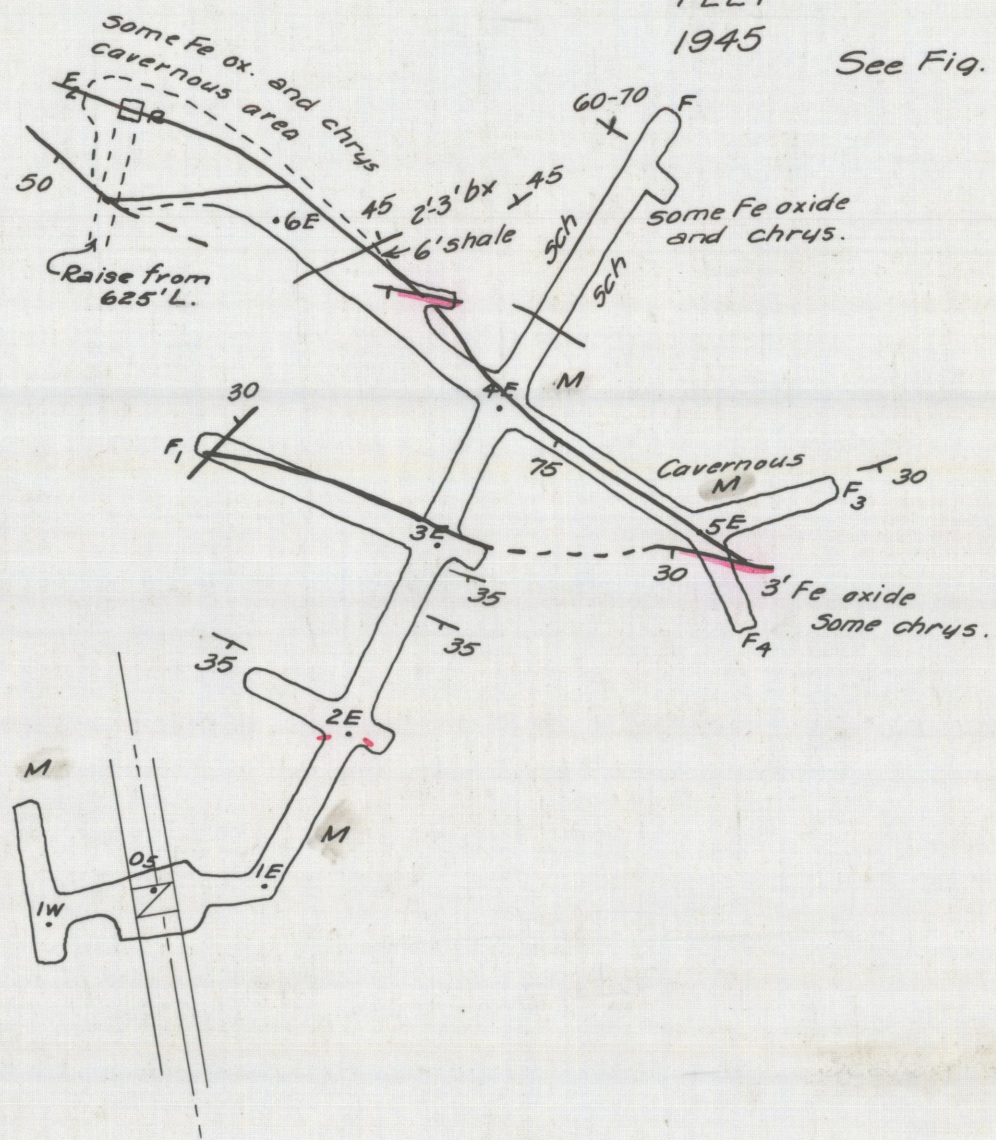 FEET
1945
See Fig.
Some Fe ox. and chrys
cavernous area
60-70
F
50
6E
45
2'-3' bx
45
6' shale
Sch
Sch
Some Fe oxide
and chrys.
Raise from
625' L.
4E
M
30
F1
75
Cavernous
M
F3
30
5E
3E
30
35
3' Fe oxide
Some chrys.
35
F4
35
2E
M
M
O5
1E
1W